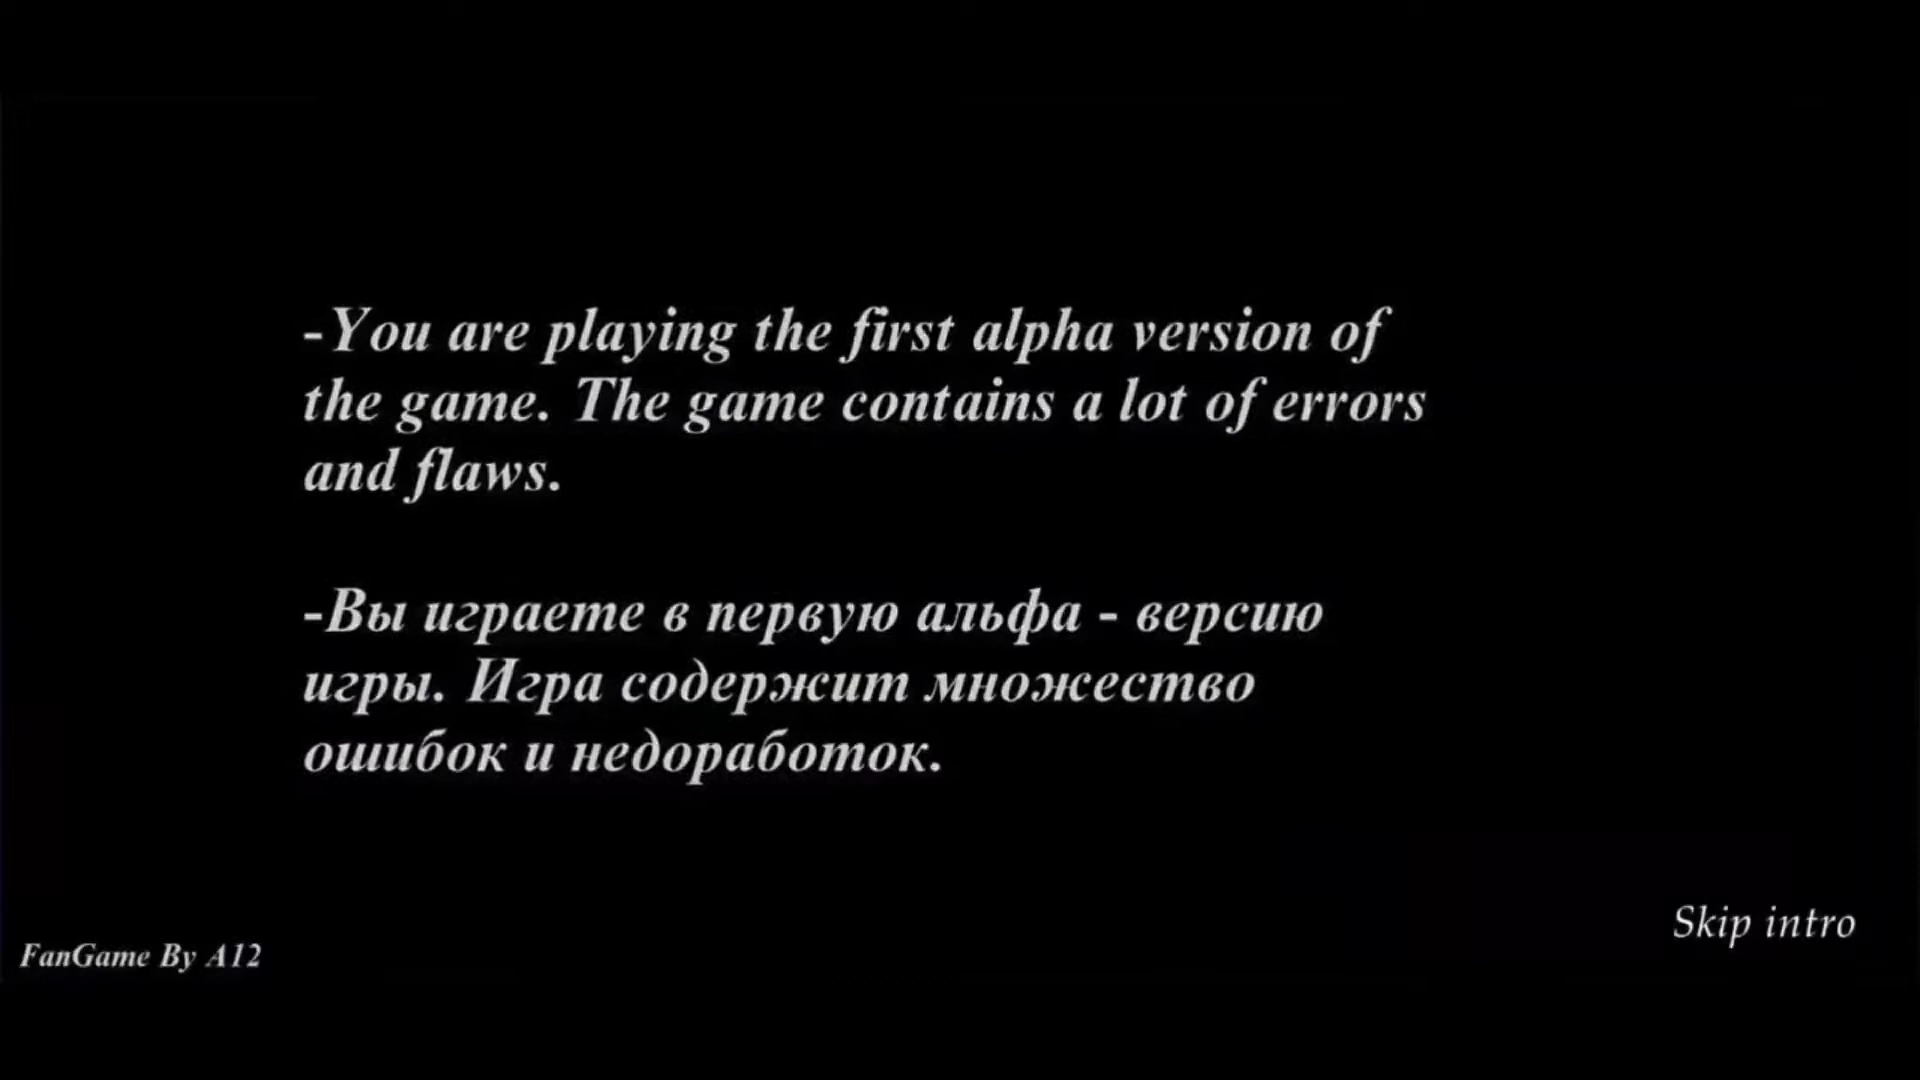 -You are playing the first alpha version of
the game. The game contains a lot of errors
and flaws.
-Вы играете в первую альфа - версию
игры. Игра содержит множество
ошибок и недоработок.
Skip intro
FanGame By A12